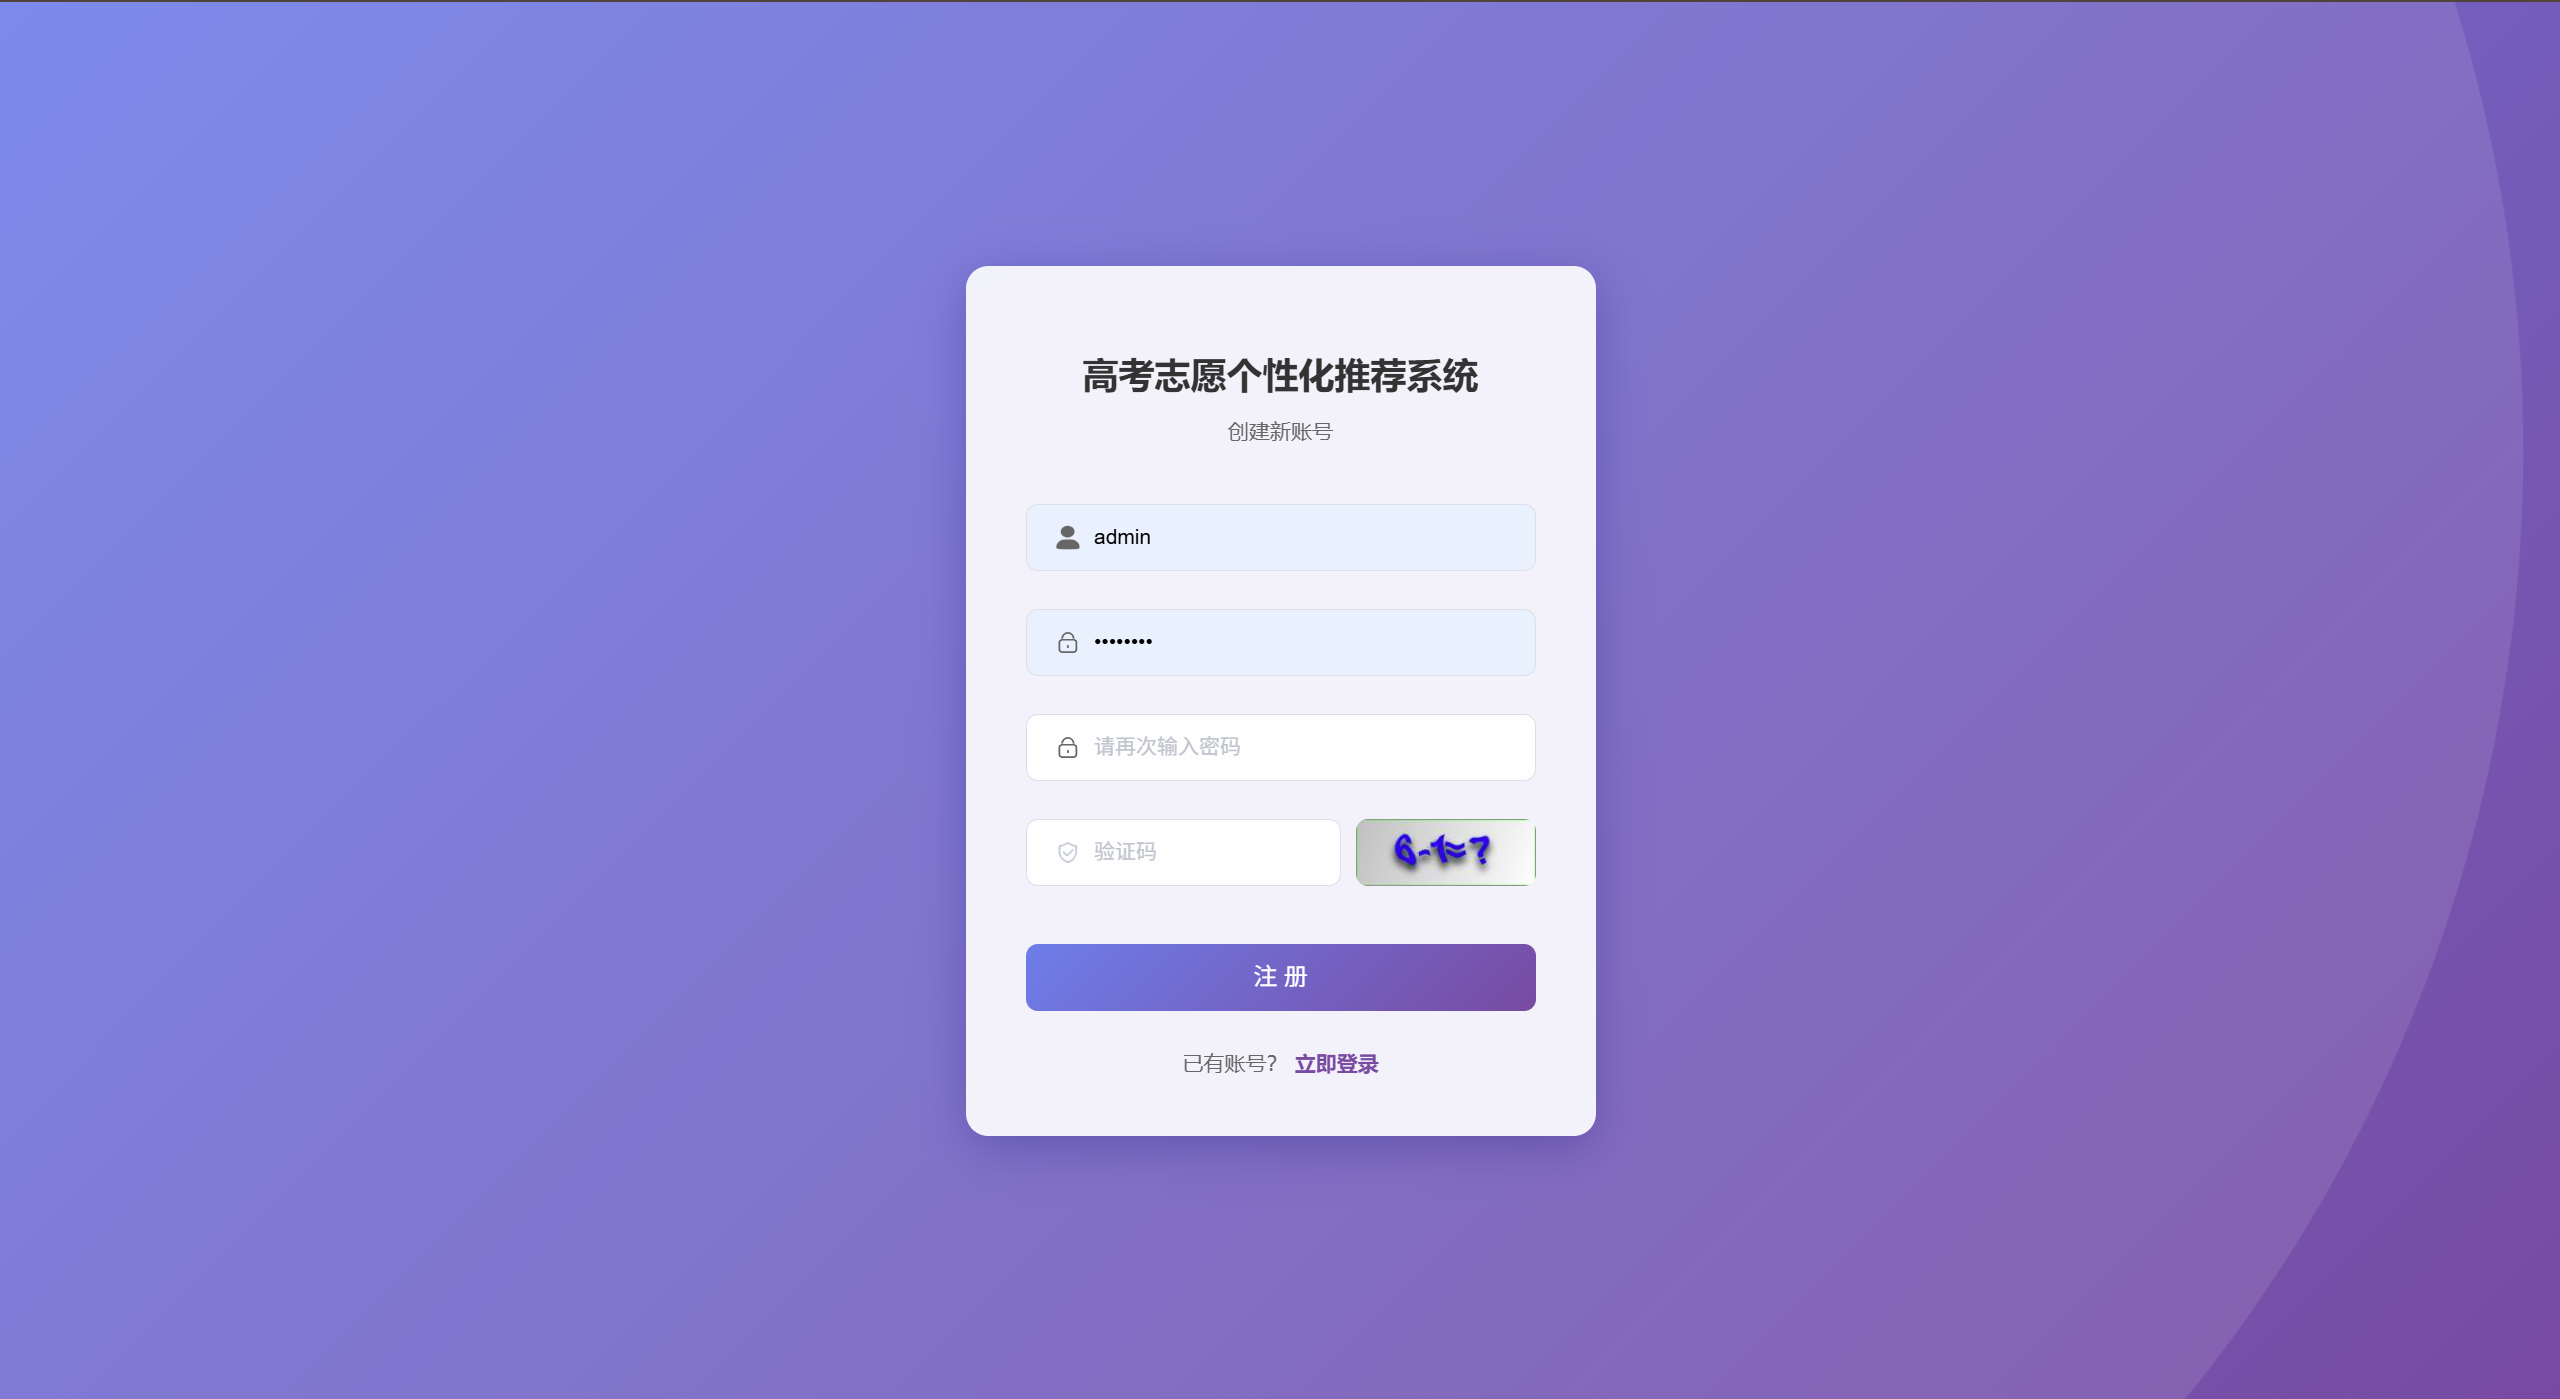 高考志愿个性化推荐系统
创建新账号
admin
••••••••
请再次输入密码
验证码
6-1=?
注 册
已有账号? 立即登录